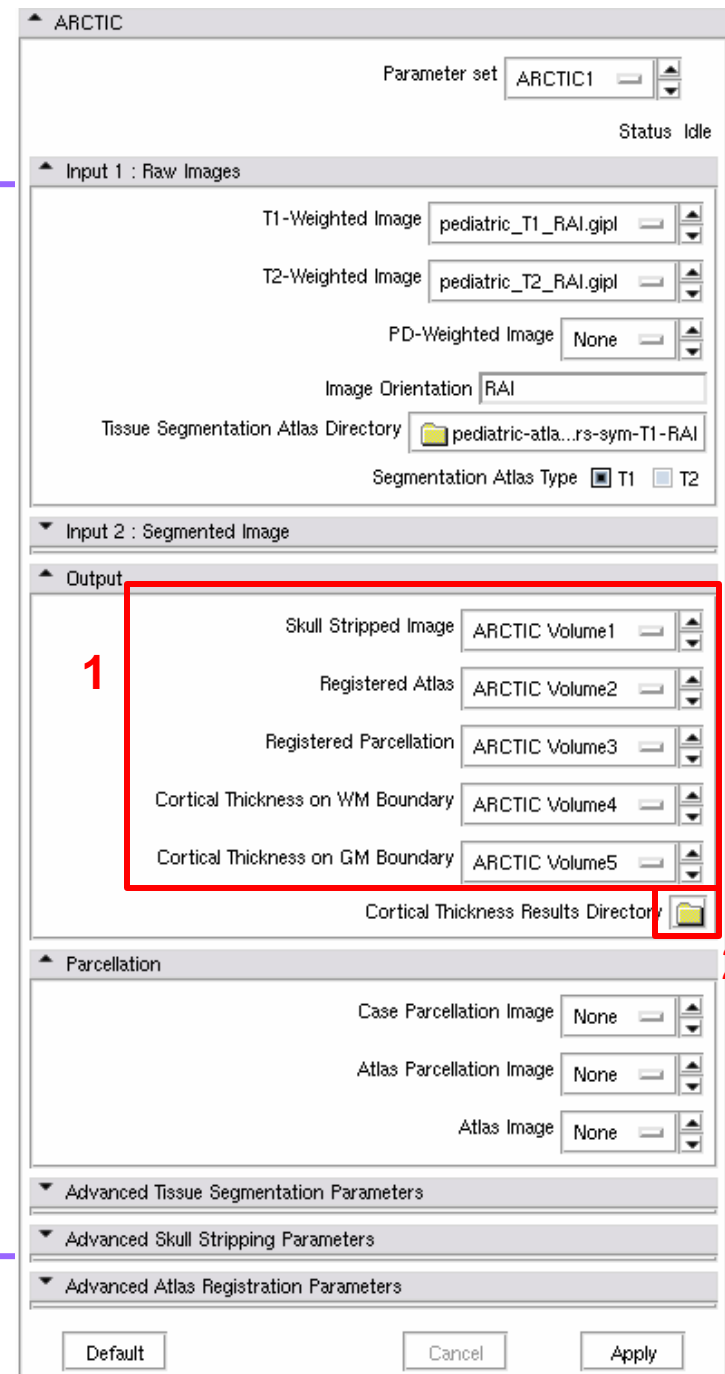 ARCTIC
Parameter set ARCTIC1
Status Idle
Input 1 : Raw Images
T1-Weighted Image pediatric_T1_RAI.gipl
T2-Weighted Image pediatric_T2_RAI.gipl
PD-Weighted Image None
Image Orientation RAI
Tissue Segmentation Atlas Directory pediatric-atla...rs-sym-T1-RAI
Segmentation Atlas Type T1 T2
Input 2 : Segmented Image
Output
1
Skull Stripped Image ARCTIC Volume1
Registered Atlas ARCTIC Volume2
Registered Parcellation ARCTIC Volume3
Cortical Thickness on WM Boundary ARCTIC Volume4
Cortical Thickness on GM Boundary ARCTIC Volume5
Cortical Thickness Results Directory
Parcellation
Case Parcellation Image None
Atlas Parcellation Image None
Atlas Image None
Advanced Tissue Segmentation Parameters
Advanced Skull Stripping Parameters
Advanced Atlas Registration Parameters
Default Cancel Apply